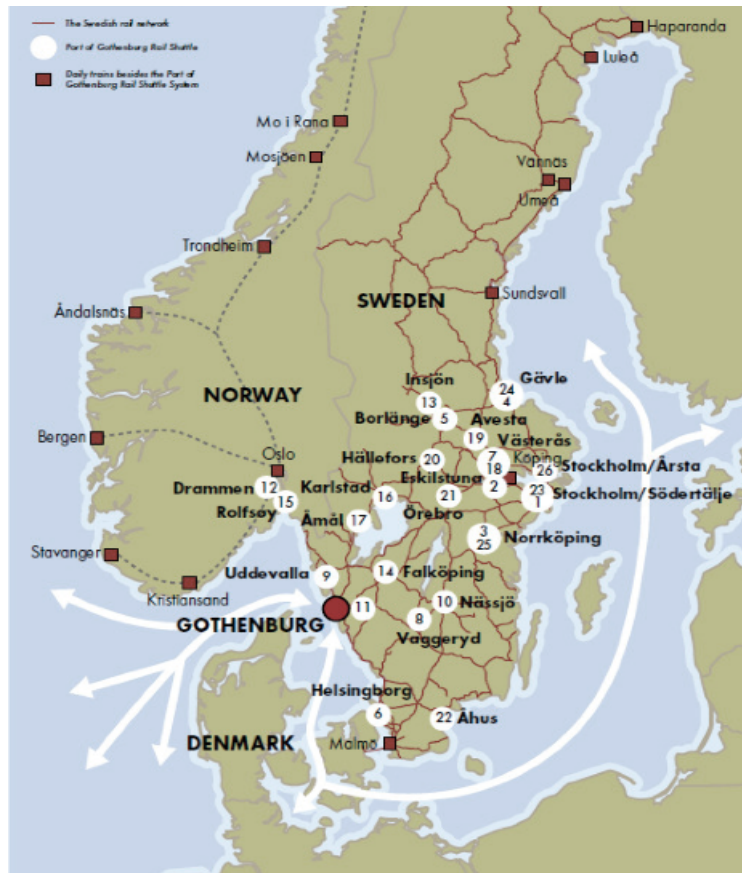 The Swedish rail network
Port of Gothenburg Rail Shuttle
Daily trains besides the Port of
Gothenburg Rail Shuttle System
Haparanda
Luleå
Mo i Rana
Mosjöen
Vännäs
Umeå
Trondheim
SWEDEN
Sundsvall
Åndalsnäs
Insjön
Gävle
24
4
13
NORWAY
Borlänge
5
Avesta
19
Västerås
Bergen
Hällefors
20
7
18
Köping
26
Stockholm/Årsta
Oslo
Eskilstuna
2
Drammen
12
15
Karlstad
16
21
23
1
Stockholm/Södertälje
Rolfsøy
Åmål
17
Örebro
3
25
Norrköping
Stavanger
Uddevalla
9
14
Falköping
Kristiansand
10
Nässjö
GOTHENBURG
11
8
Vaggeryd
Helsingborg
6
22
Åhus
DENMARK
Malmö